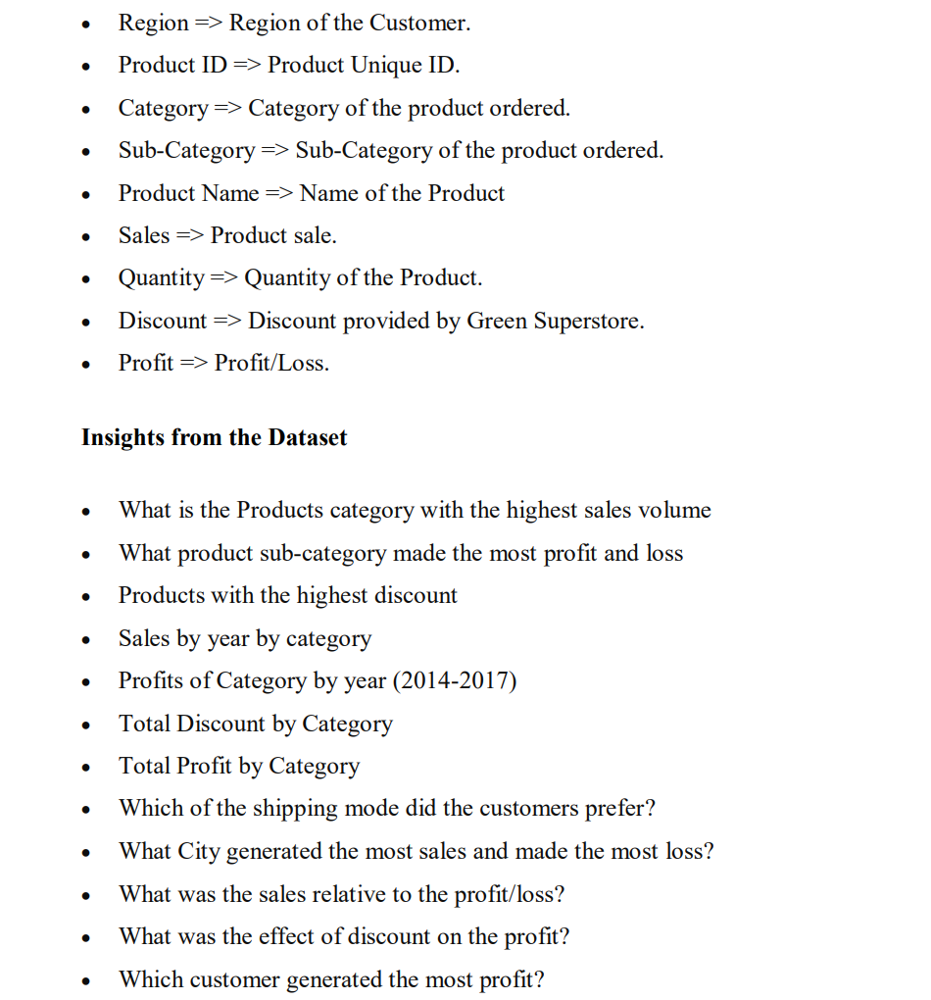 • Region => Region of the Customer.
• Product ID => Product Unique ID.
• Category => Category of the product ordered.
• Sub-Category => Sub-Category of the product ordered.
• Product Name => Name of the Product
• Sales => Product sale.
• Quantity => Quantity of the Product.
• Discount => Discount provided by Green Superstore.
• Profit => Profit/Loss.
Insights from the Dataset
• What is the Products category with the highest sales volume
• What product sub-category made the most profit and loss
• Products with the highest discount
• Sales by year by category
• Profits of Category by year (2014-2017)
• Total Discount by Category
• Total Profit by Category
• Which of the shipping mode did the customers prefer?
• What City generated the most sales and made the most loss?
• What was the sales relative to the profit/loss?
• What was the effect of discount on the profit?
• Which customer generated the most profit?